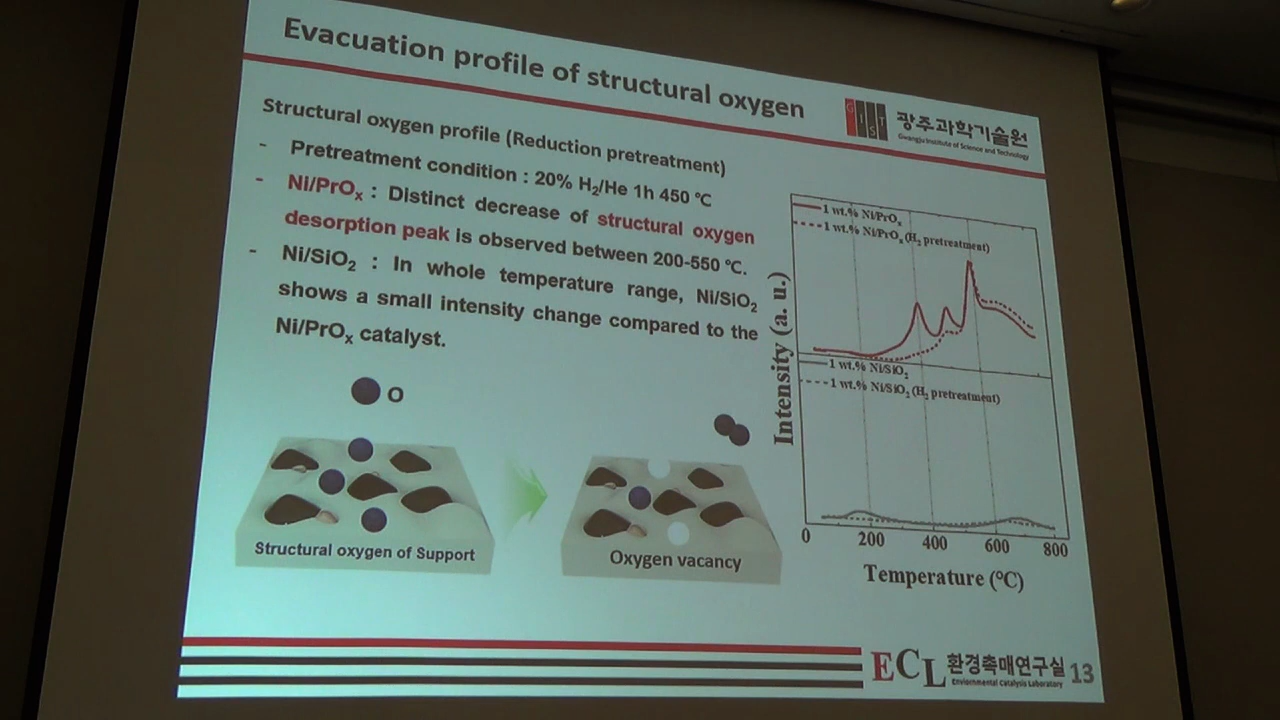 Evacuation profile of structural oxygen
GIST
광주과학기술원
Gwangju Institute of Science and Technology
Structural oxygen profile (Reduction pretreatment)
- Pretreatment condition : 20% H₂/He 1h 450 ℃
- Ni/PrOₓ : Distinct decrease of structural oxygen
desorption peak is observed between 200-550 ℃.
- Ni/SiO₂ : In whole temperature range, Ni/SiO₂
shows a small intensity change compared to the
Ni/PrOₓ catalyst.
O
Structural oxygen of Support
Oxygen vacancy
1 wt.% Ni/PrOₓ
1 wt.% Ni/PrOₓ (H₂ pretreatment)
1 wt.% Ni/SiO₂
1 wt.% Ni/SiO₂ (H₂ pretreatment)
Intensity (a. u.)
0 200 400 600 800
Temperature (℃)
ECL 환경촉매연구실 13
Environmental Catalysis Laboratory